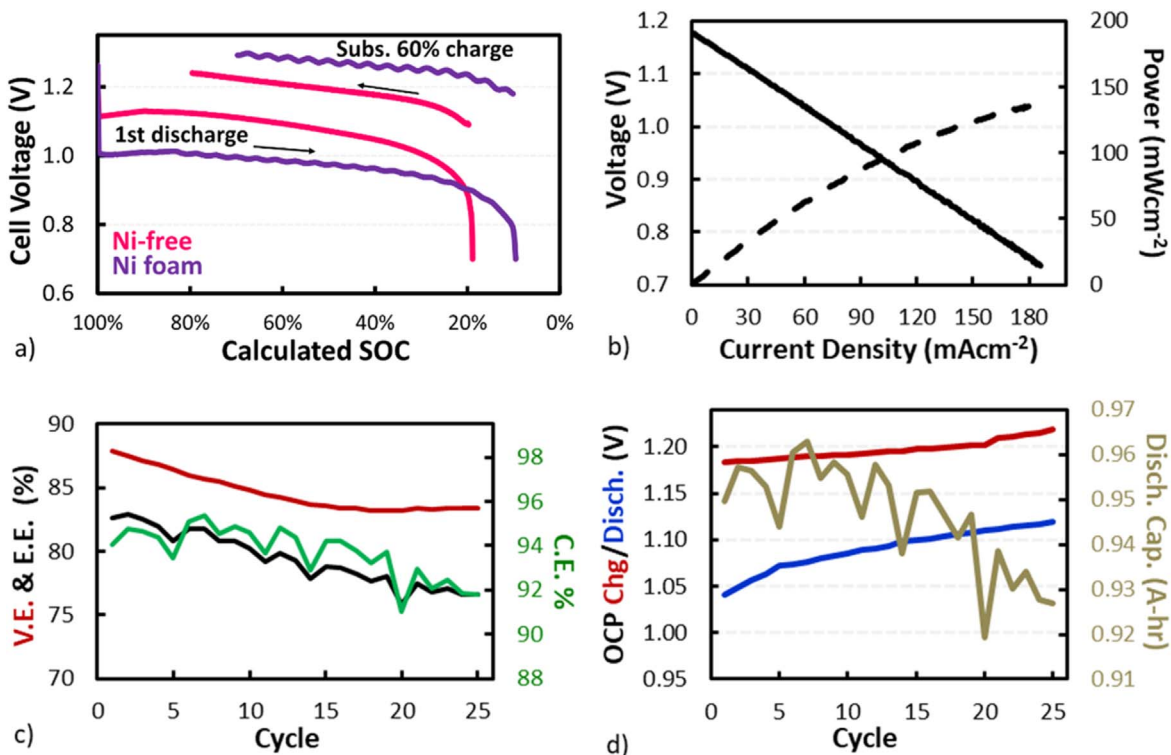 Cell Voltage (V)
1.2
1.0
0.8
0.6
Subs. 60% charge
1st discharge
Ni-free
Ni foam
100% 80% 60% 40% 20% 0%
Calculated SOC
a)
Voltage (V)
1.2
1.1
1.0
0.9
0.8
0.7
200
150
100
50
0
Power (mWcm-2)
0 30 60 90 120 150 180
Current Density (mAcm-2)
b)
V.E. & E.E. (%)
90
85
80
75
70
98
96
94
92
91
88
C.E. %
0 5 10 15 20 25
Cycle
c)
OCP Chg/Disch. (V)
1.20
1.15
1.10
1.05
1.00
0.95
0.97
0.96
0.95
0.94
0.93
0.92
0.91
Disch. Cap. (A-hr)
0 5 10 15 20 25
Cycle
d)